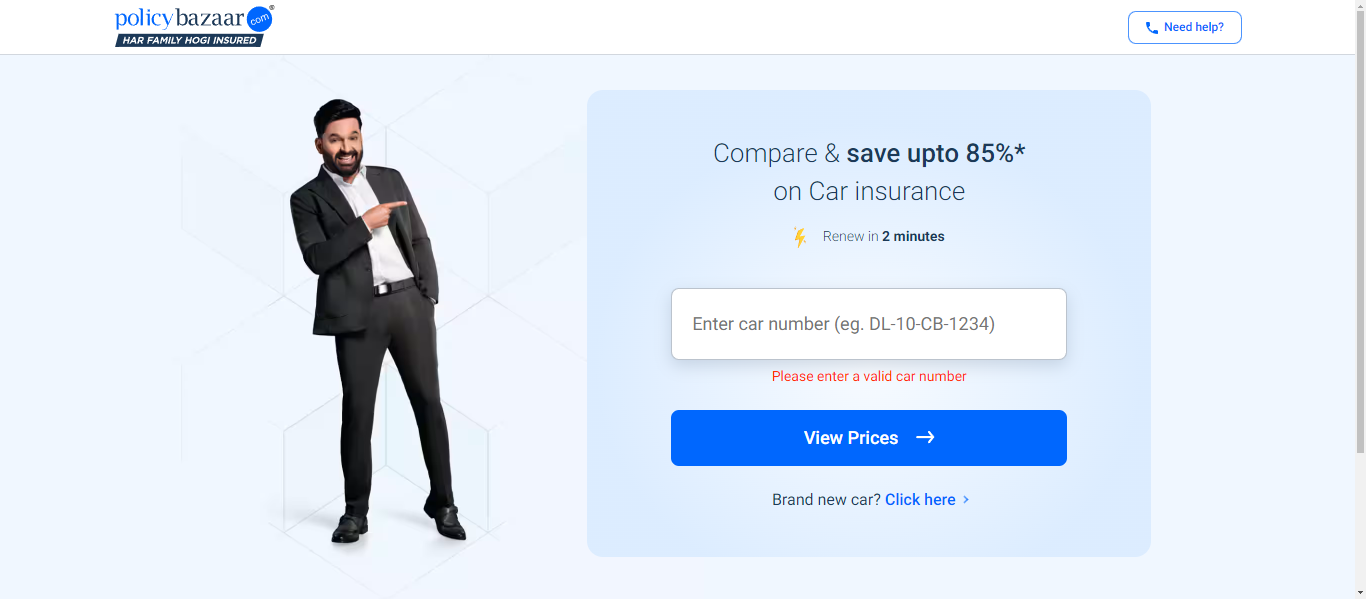 policybazaar.com®
HAR FAMILY HOGI INSURED
Need help?
Compare & save upto 85%*
on Car insurance
Renew in 2 minutes
Enter car number (eg. DL-10-CB-1234)
Please enter a valid car number
View Prices →
Brand new car? Click here >